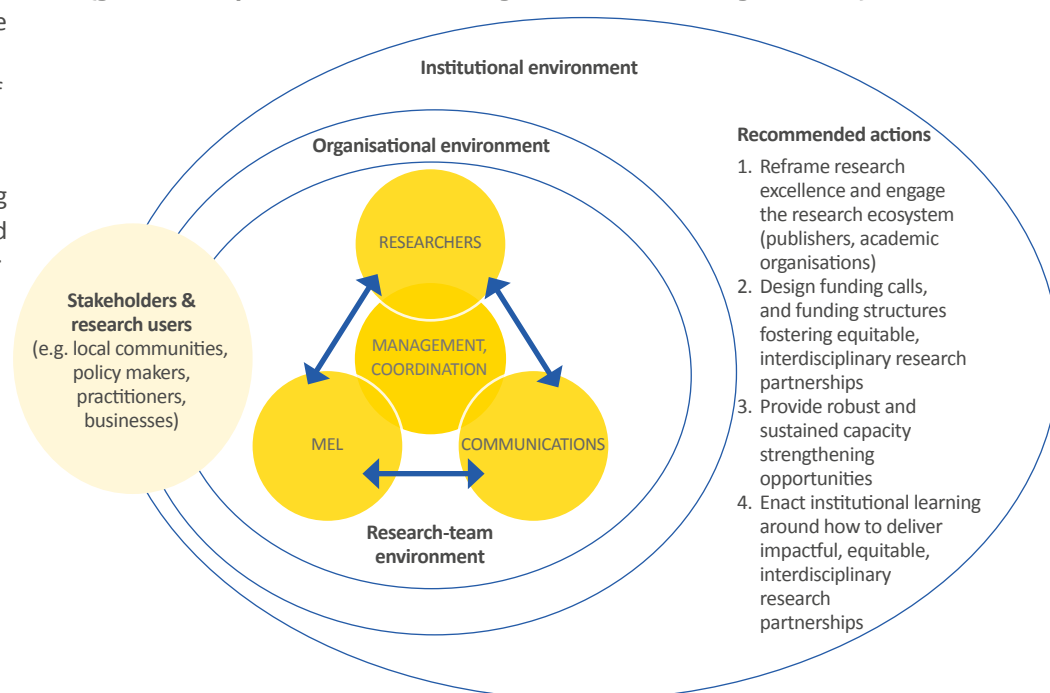 e
g
d
Institutional environment
Organisational environment
RESEARCHERS
MANAGEMENT,
COORDINATION
MEL
COMMUNICATIONS
Research-team
environment
Stakeholders &
research users
(e.g. local communities,
policy makers,
practitioners,
businesses)
Recommended actions
1. Reframe research
excellence and engage
the research ecosystem
(publishers, academic
organisations)
2. Design funding calls,
and funding structures
fostering equitable,
interdisciplinary research
partnerships
3. Provide robust and
sustained capacity
strengthening
opportunities
4. Enact institutional learning
around how to deliver
impactful, equitable,
interdisciplinary
research
partnerships